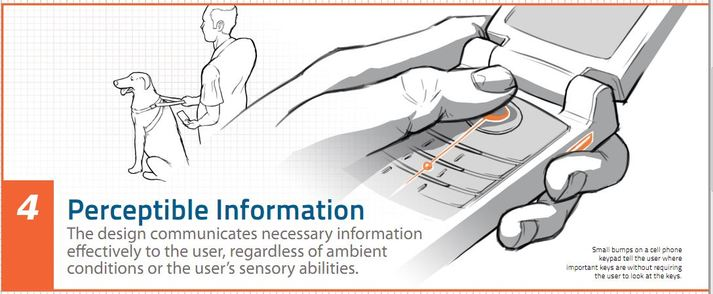 4
Perceptible Information
The design communicates necessary information
effectively to the user, regardless of ambient
conditions or the user's sensory abilities.
Small bumps on a cell phone
keypad tell the user where
important keys are without requiring
the user to look at the keys.